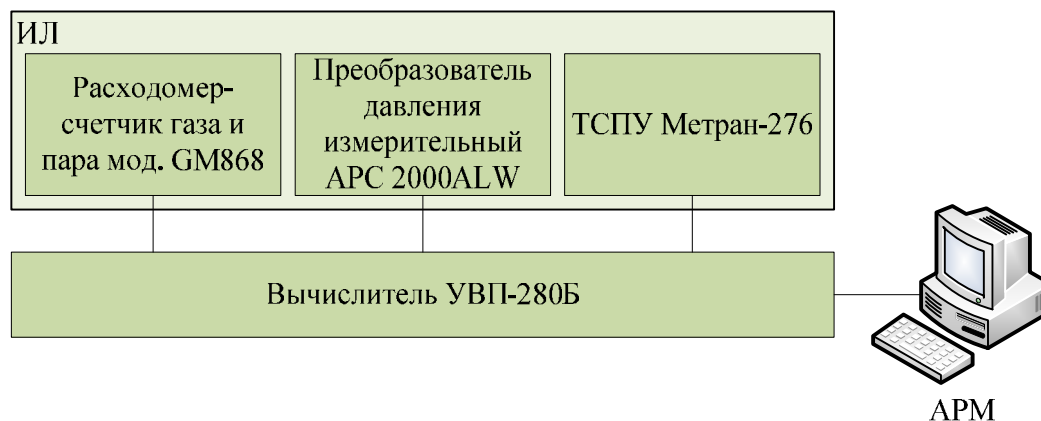 ИЛ
Расходомер-
счетчик газа и
пара мод. GM868
Преобразователь
давления
измерительный
APC 2000ALW
ТСПУ Метран-276
Вычислитель УВП-280Б
АРМ